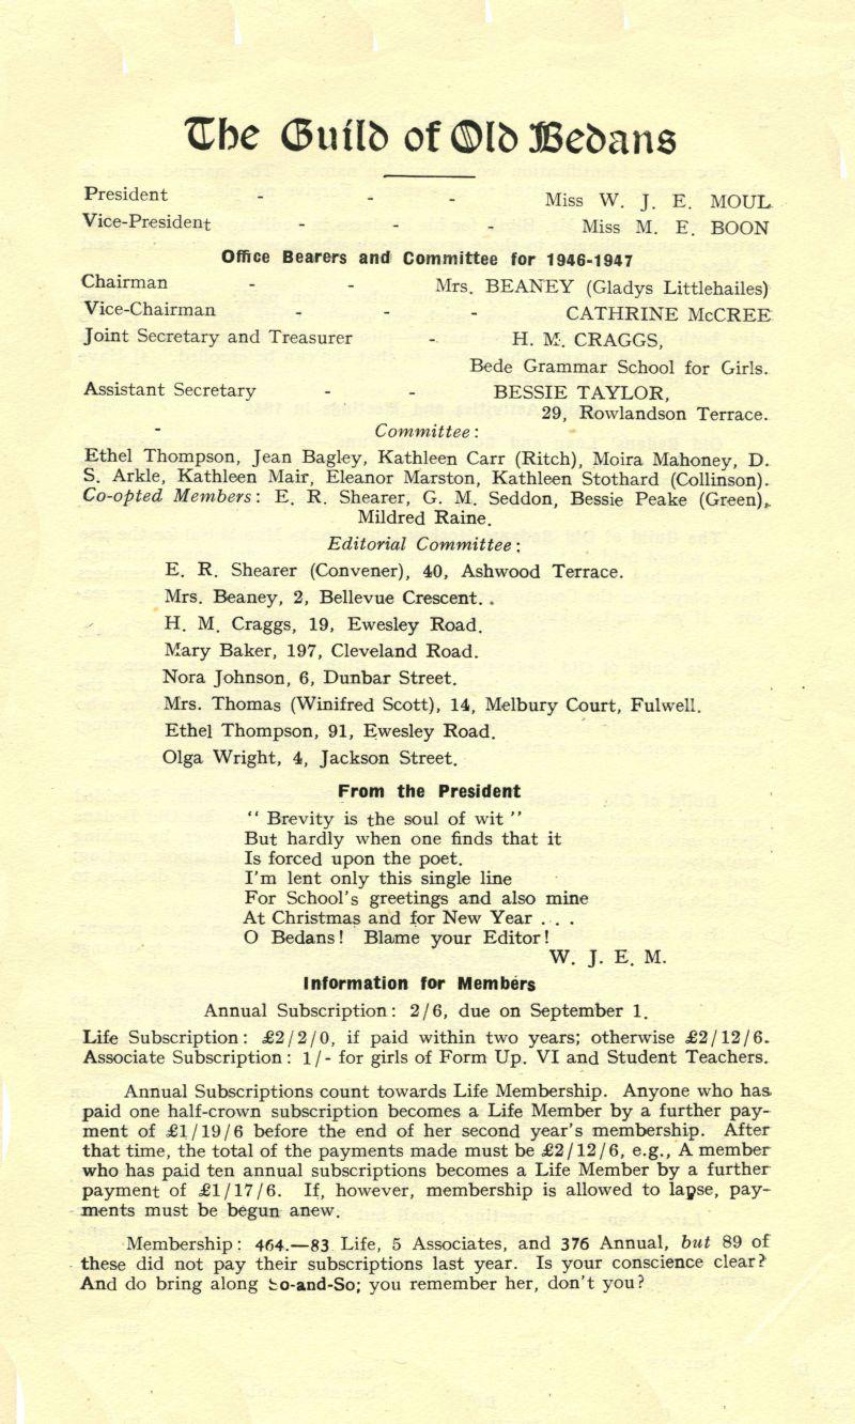 The Guild of Old Bedans
President - - - Miss W. J. E. MOUL
Vice-President - - - Miss M. E. BOON
Office Bearers and Committee for 1946-1947
Chairman - - Mrs. BEANEY (Gladys Littlehailes)
Vice-Chairman - - - CATHRINE McCREE
Joint Secretary and Treasurer - H. M. CRAGGS,
Bede Grammar School for Girls.
Assistant Secretary - - BESSIE TAYLOR,
29, Rowlandson Terrace.
Committee:
Ethel Thompson, Jean Bagley, Kathleen Carr (Ritch), Moira Mahoney, D.
S. Arkle, Kathleen Mair, Eleanor Marston, Kathleen Stothard (Collinson).
Co-opted Members: E. R. Shearer, G. M. Seddon, Bessie Peake (Green),
Mildred Raine.
Editorial Committee:
E. R. Shearer (Convener), 40, Ashwood Terrace.
Mrs. Beaney, 2, Bellevue Crescent.
H. M. Craggs, 19, Ewesley Road.
Mary Baker, 197, Cleveland Road.
Nora Johnson, 6, Dunbar Street.
Mrs. Thomas (Winifred Scott), 14, Melbury Court, Fulwell.
Ethel Thompson, 91, Ewesley Road.
Olga Wright, 4, Jackson Street.
From the President
"Brevity is the soul of wit"
But hardly when one finds that it
Is forced upon the poet.
I'm lent only this single line
For School's greetings and also mine
At Christmas and for New Year . . .
O Bedans! Blame your Editor!
W. J. E. M.
Information for Members
Annual Subscription: 2/6, due on September 1.
Life Subscription: £2/2/0, if paid within two years; otherwise £2/12/6.
Associate Subscription: 1/- for girls of Form Up. VI and Student Teachers.
Annual Subscriptions count towards Life Membership. Anyone who has
paid one half-crown subscription becomes a Life Member by a further pay-
ment of £1/19/6 before the end of her second year's membership. After
that time, the total of the payments made must be £2/12/6, e.g., A member
who has paid ten annual subscriptions becomes a Life Member by a further
payment of £1/17/6. If, however, membership is allowed to lapse, pay-
ments must be begun anew.
Membership: 464.—83 Life, 5 Associates, and 376 Annual, but 89 of
these did not pay their subscriptions last year. Is your conscience clear?
And do bring along So-and-So; you remember her, don't you?